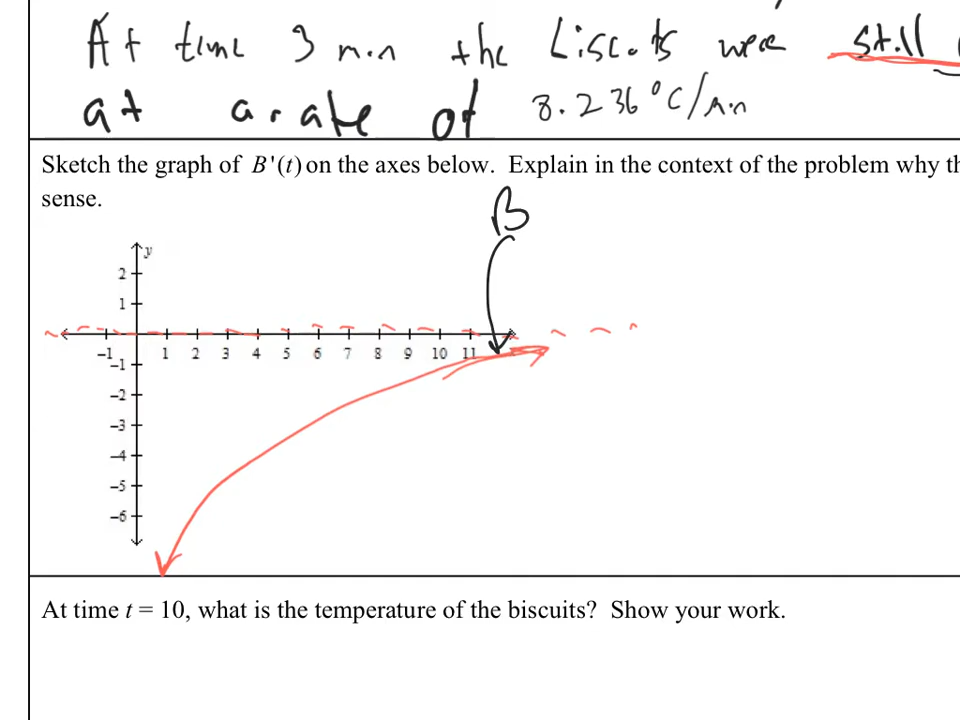 At time 3 min the biscuts were still
at a rate of 8.236 °C/min
Sketch the graph of B'(t) on the axes below. Explain in the context of the problem why
sense.
B
y
2
1
-1 1 2 3 4 5 6 7 8 9 10 11
-1
-2
-3
-4
-5
-6
At time t = 10, what is the temperature of the biscuits? Show your work.